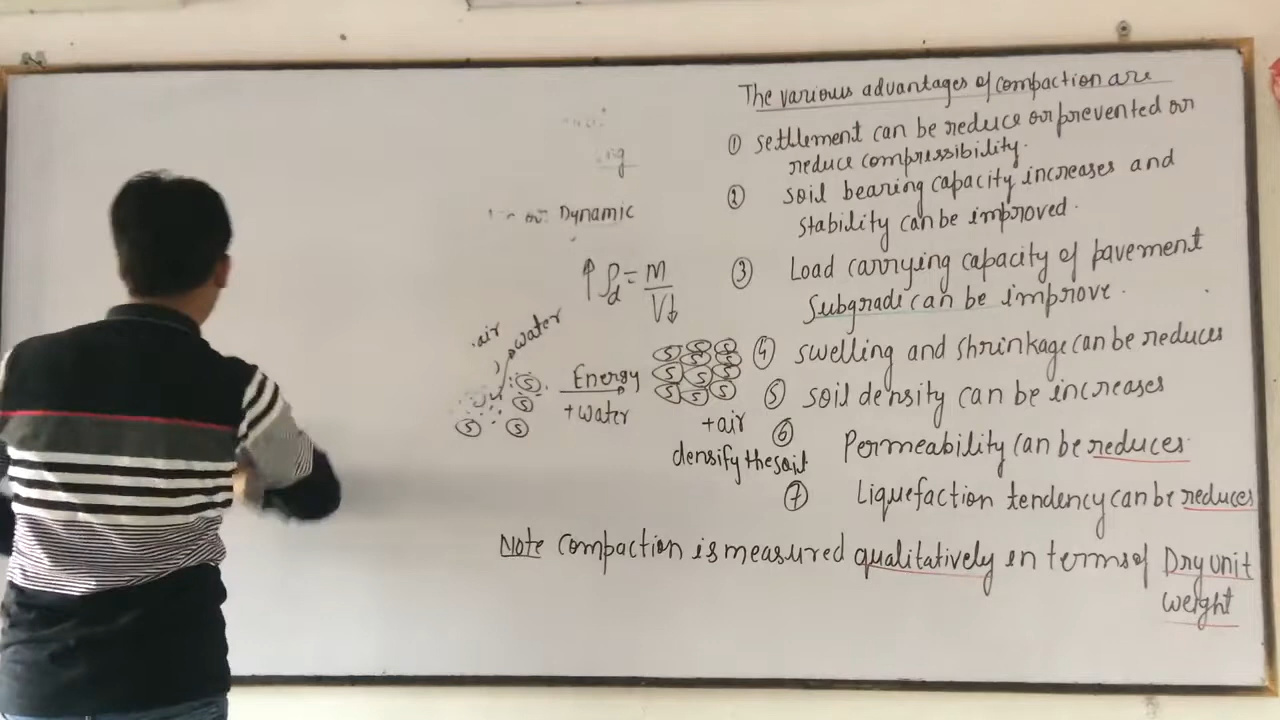 The various advantages of compaction are
① settlement can be reduce or prevented or
reduce compressibility.
② soil bearing capacity increases and
stability can be improved.
③ Load carrying capacity of pavement
Subgrade can be improve.
④ swelling and shrinkage can be reduces
⑤ soil density can be increases
⑥ Permeability can be reduces
⑦ Liquefaction tendency can be reduces
Note compaction is measured qualitatively in terms of Dry unit
weight
Dynamic
↑ ρd = M
V↓
air
water
S
S
S S
Energy
+ water
S S S
S S S
S S S
S S S
+ air
densify the soil